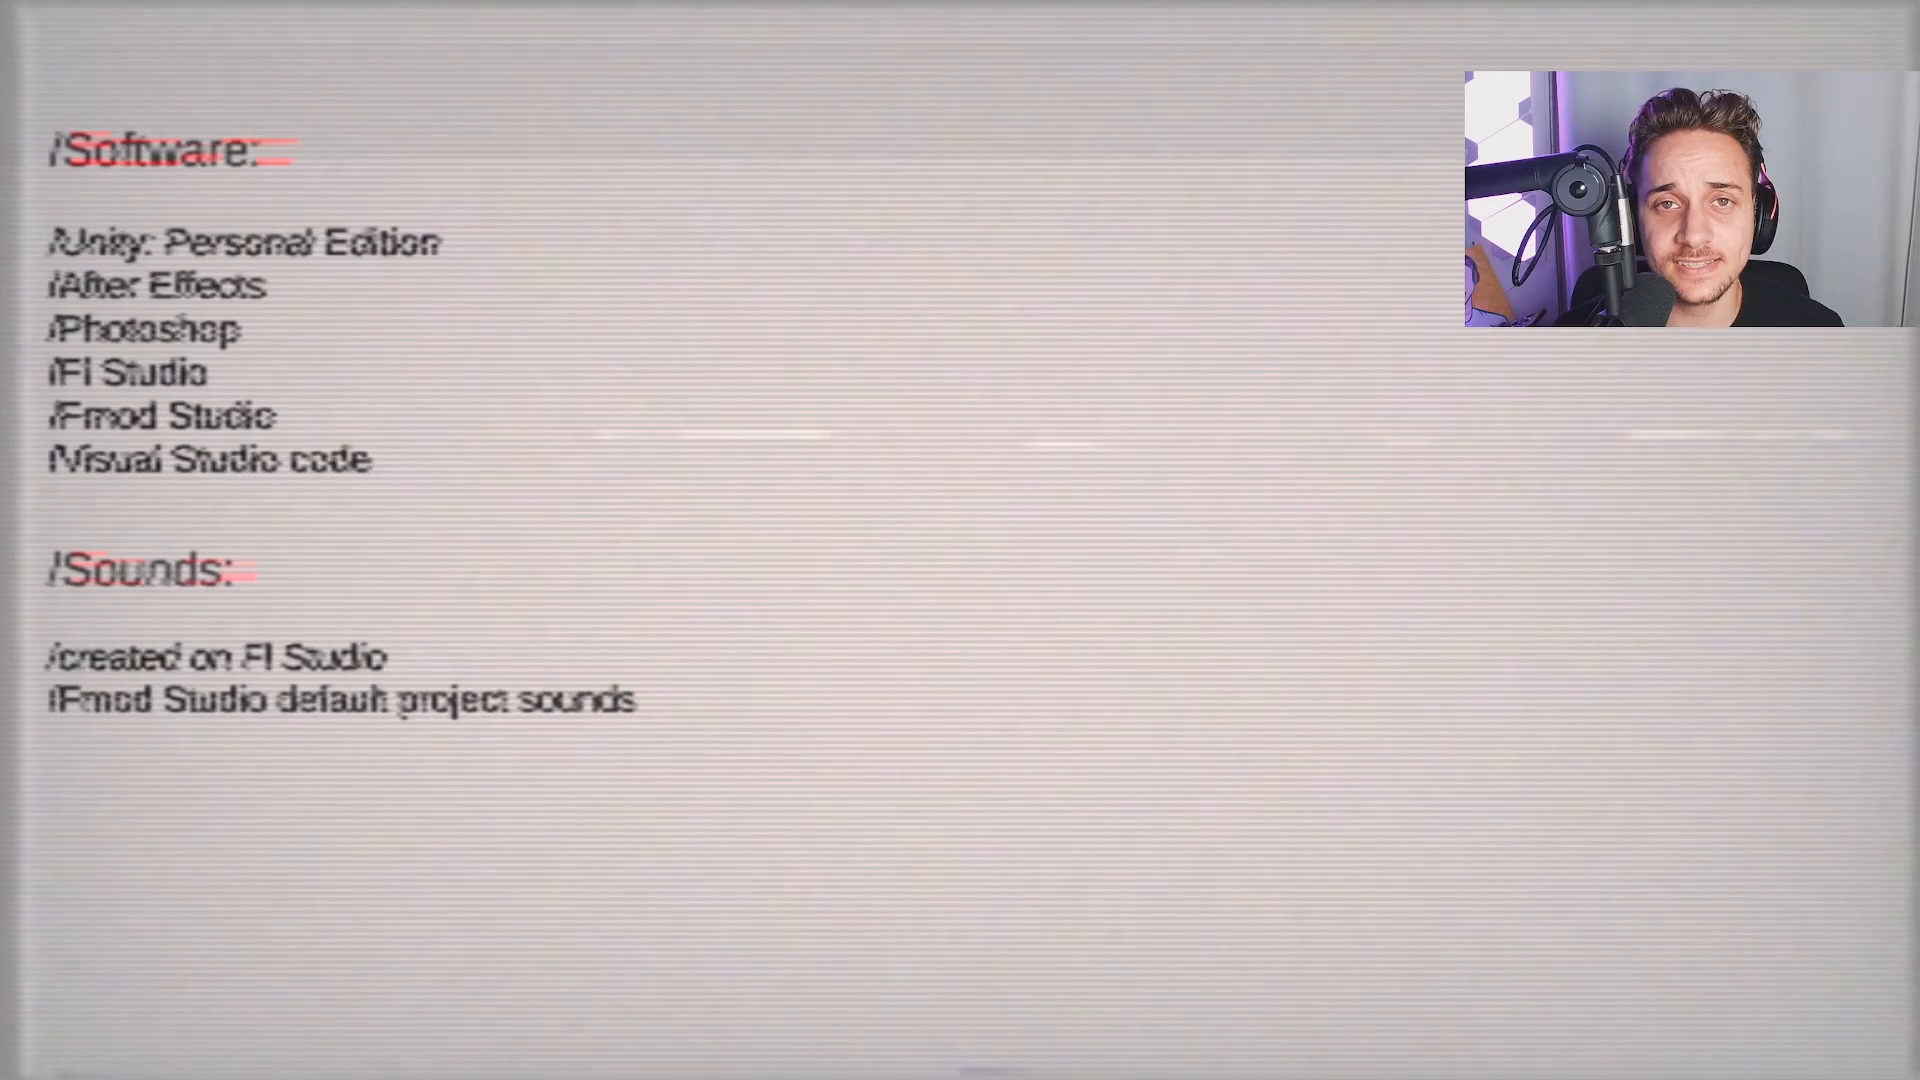 /Software:
/Unity: Personal Edition
/After Effects
/Photoshop
/Fl Studio
/Fmod Studio
/Visual Studio code
/Sounds:
/created on Fl Studio
/Fmod Studio default project sounds